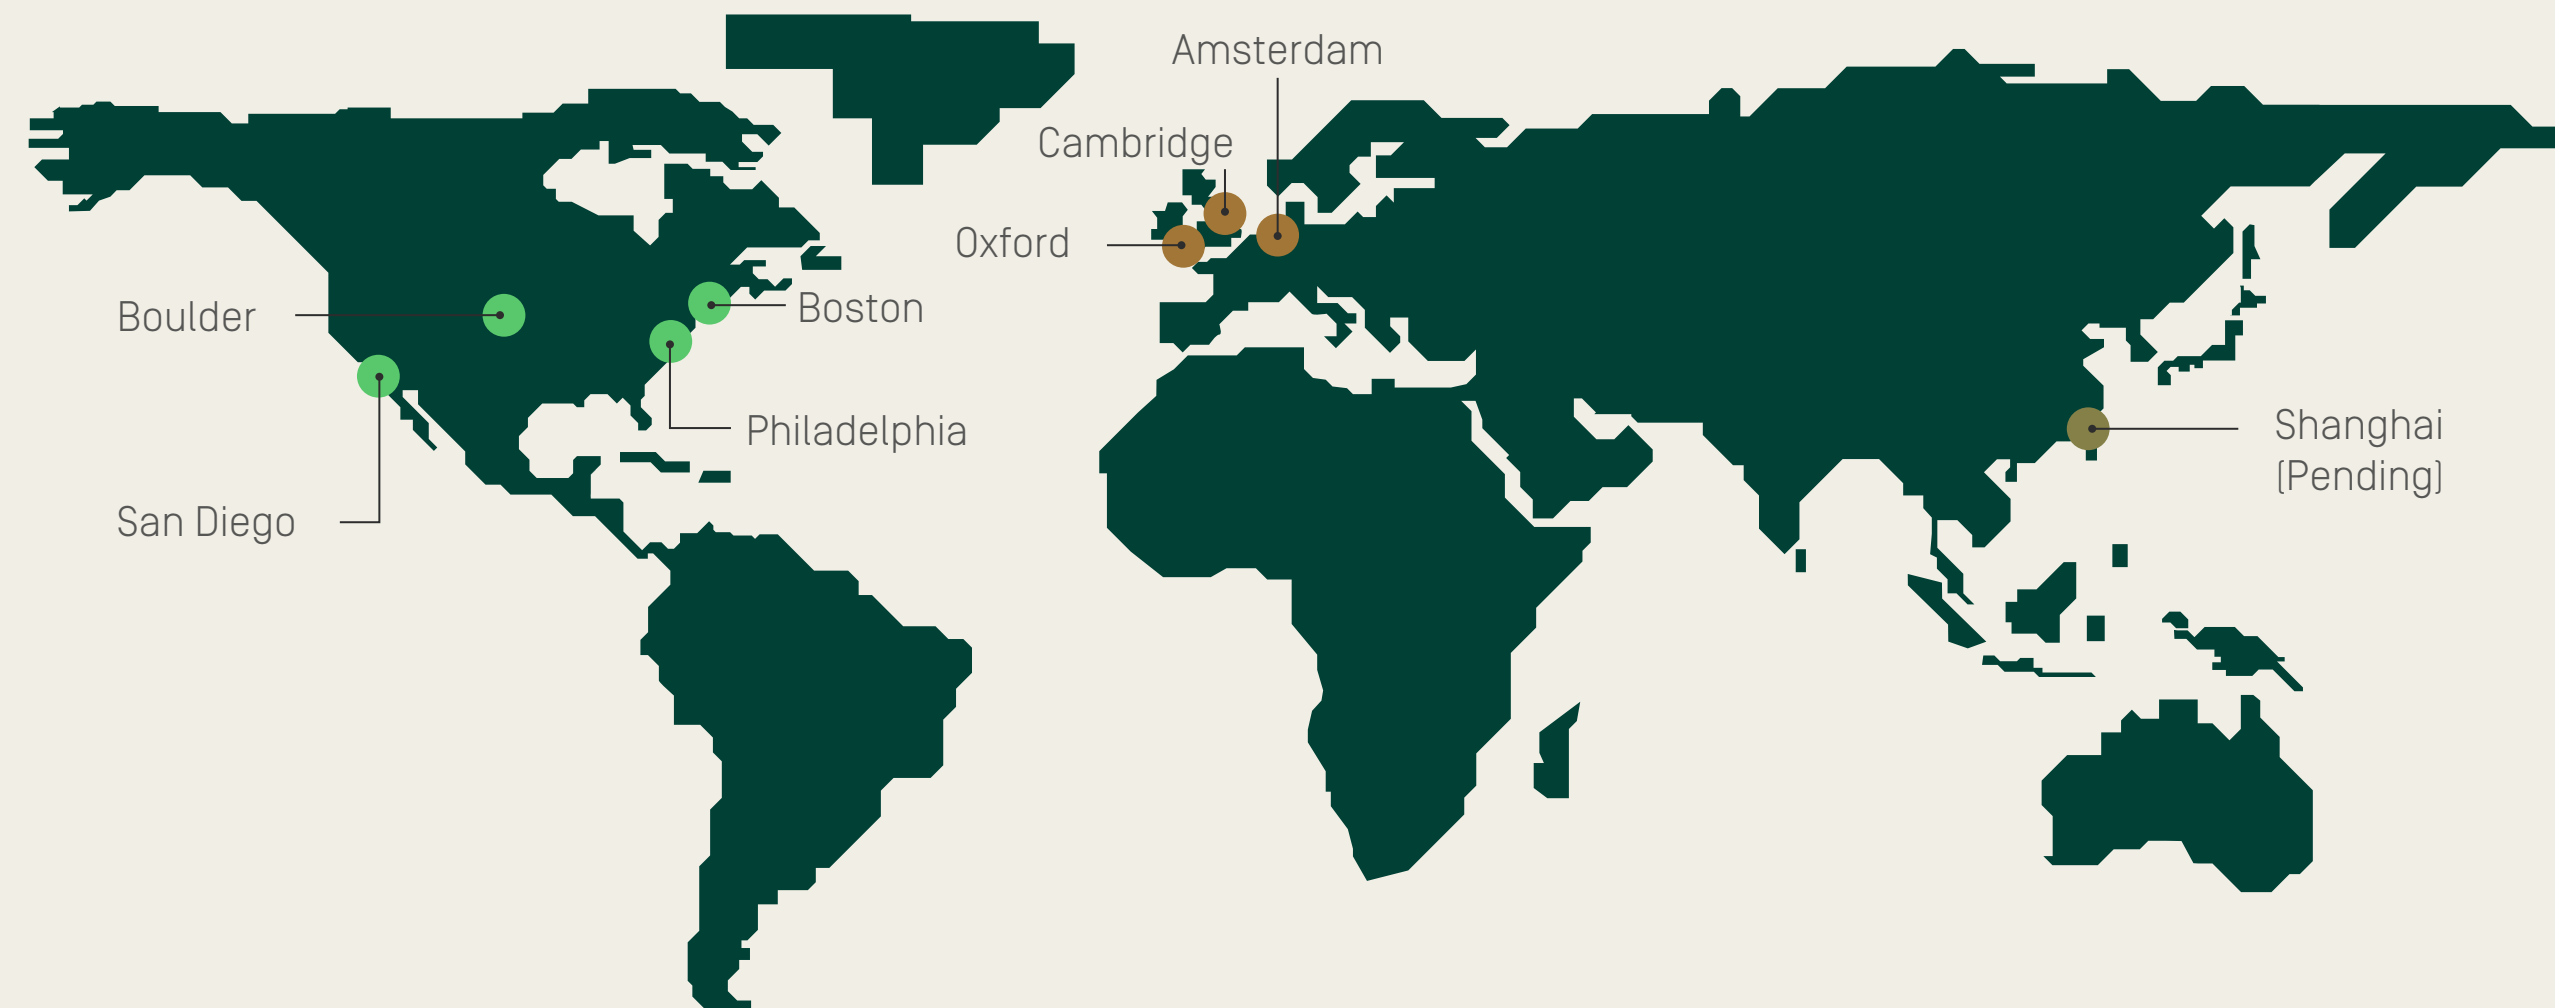 Amsterdam
Cambridge
Oxford
Boulder
Boston
Philadelphia
San Diego
Shanghai
(Pending)